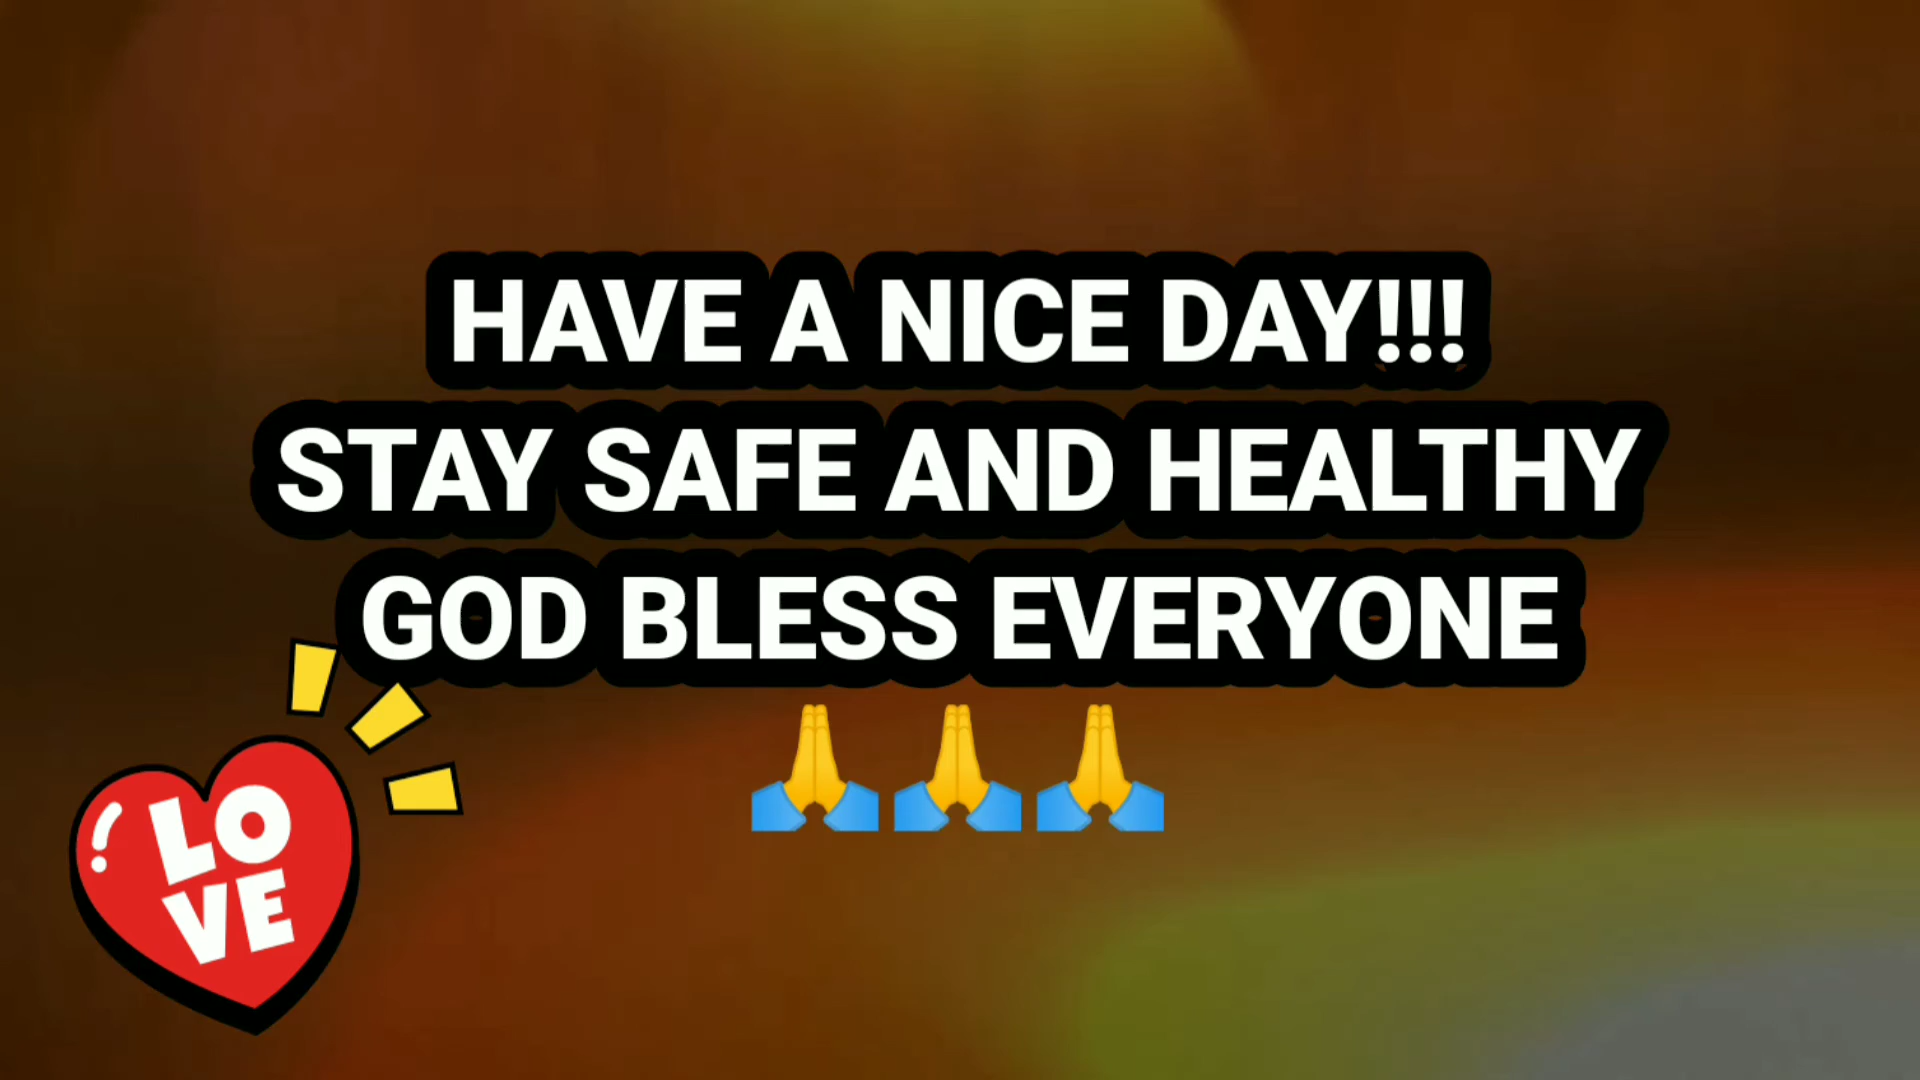 HAVE A NICE DAY!!!
STAY SAFE AND HEALTHY
GOD BLESS EVERYONE
🙏🙏🙏
LO
VE